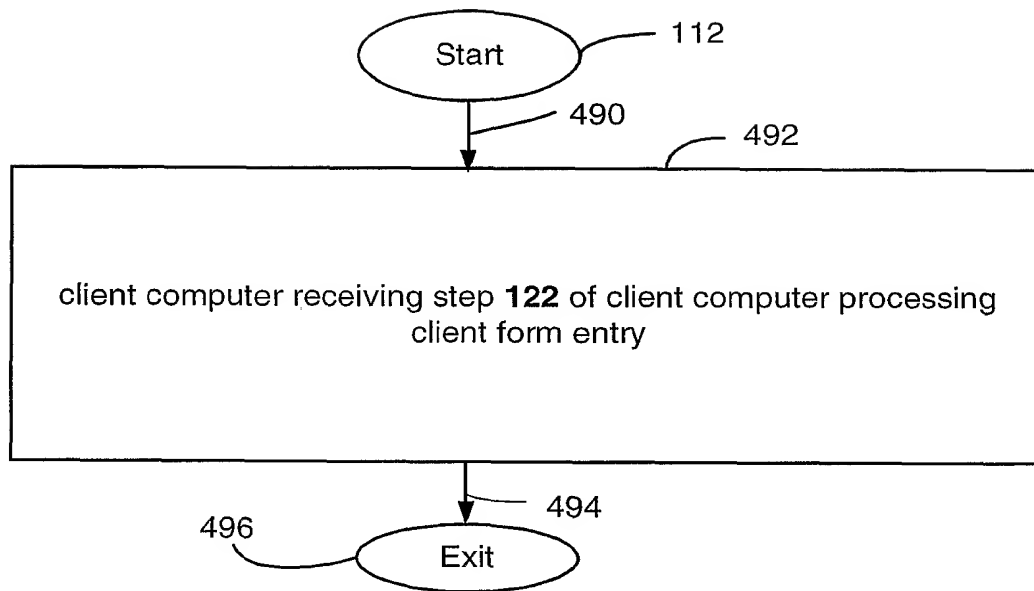 Start
112
490
492
client computer receiving step 122 of client computer processing
client form entry
494
496
Exit